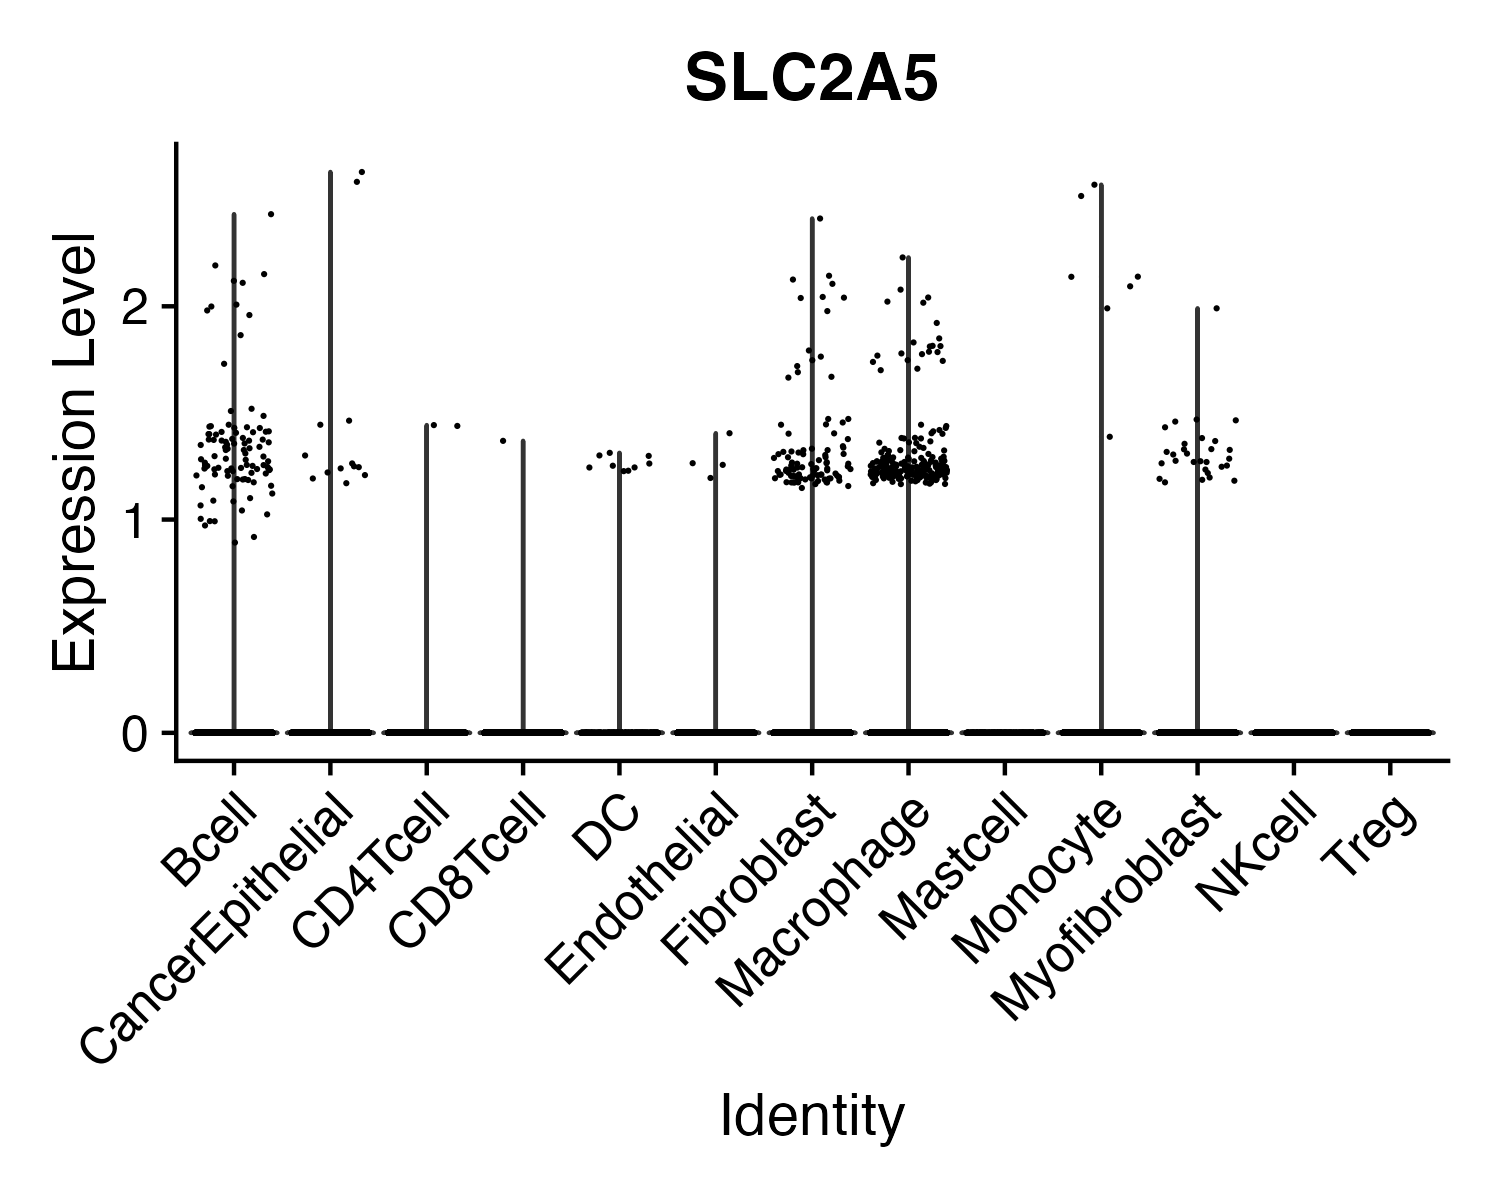 SLC2A5
Expression Level
2
1
0
Bcell
CancerEpithelial
CD4Tcell
CD8Tcell
DC
Endothelial
Fibroblast
Macrophage
Mastcell
Monocyte
Myofibroblast
NKcell
Treg
Identity